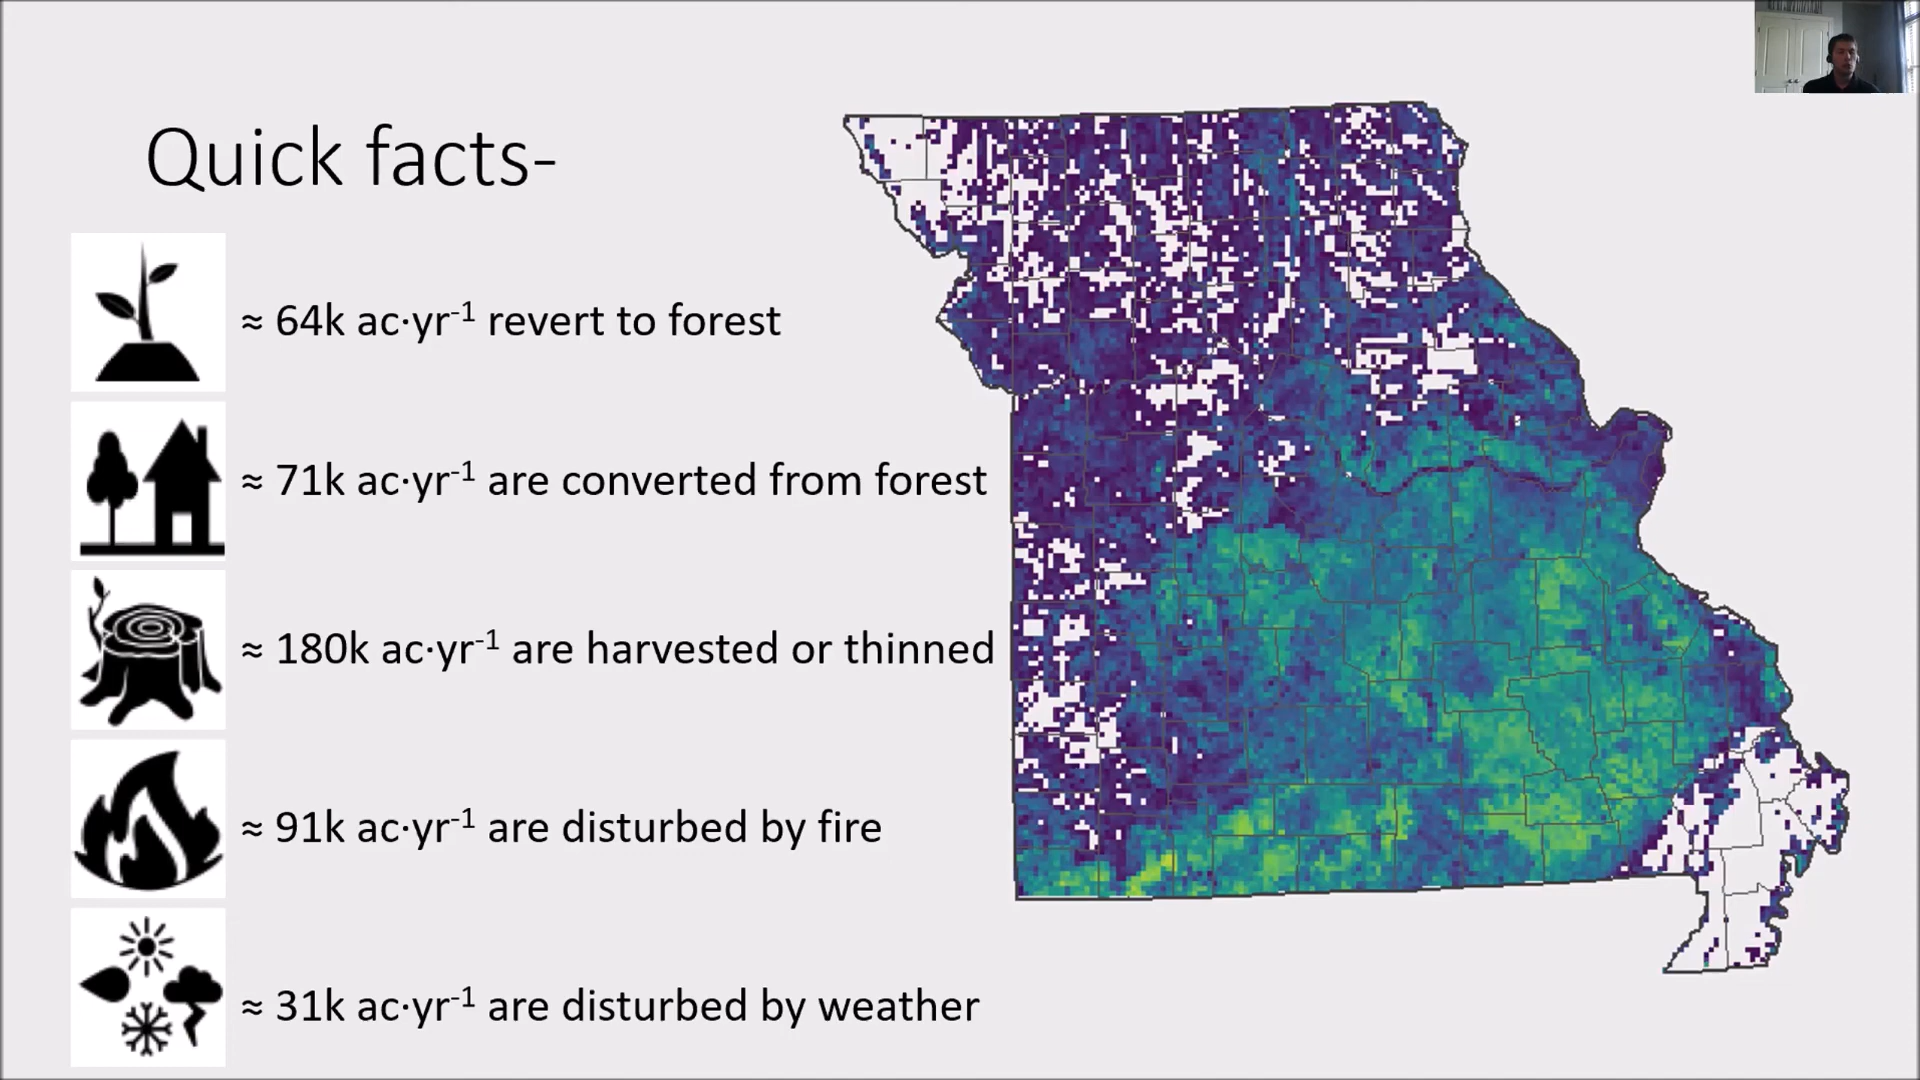 Quick facts-
≈ 64k ac·yr⁻¹ revert to forest
≈ 71k ac·yr⁻¹ are converted from forest
≈ 180k ac·yr⁻¹ are harvested or thinned
≈ 91k ac·yr⁻¹ are disturbed by fire
≈ 31k ac·yr⁻¹ are disturbed by weather